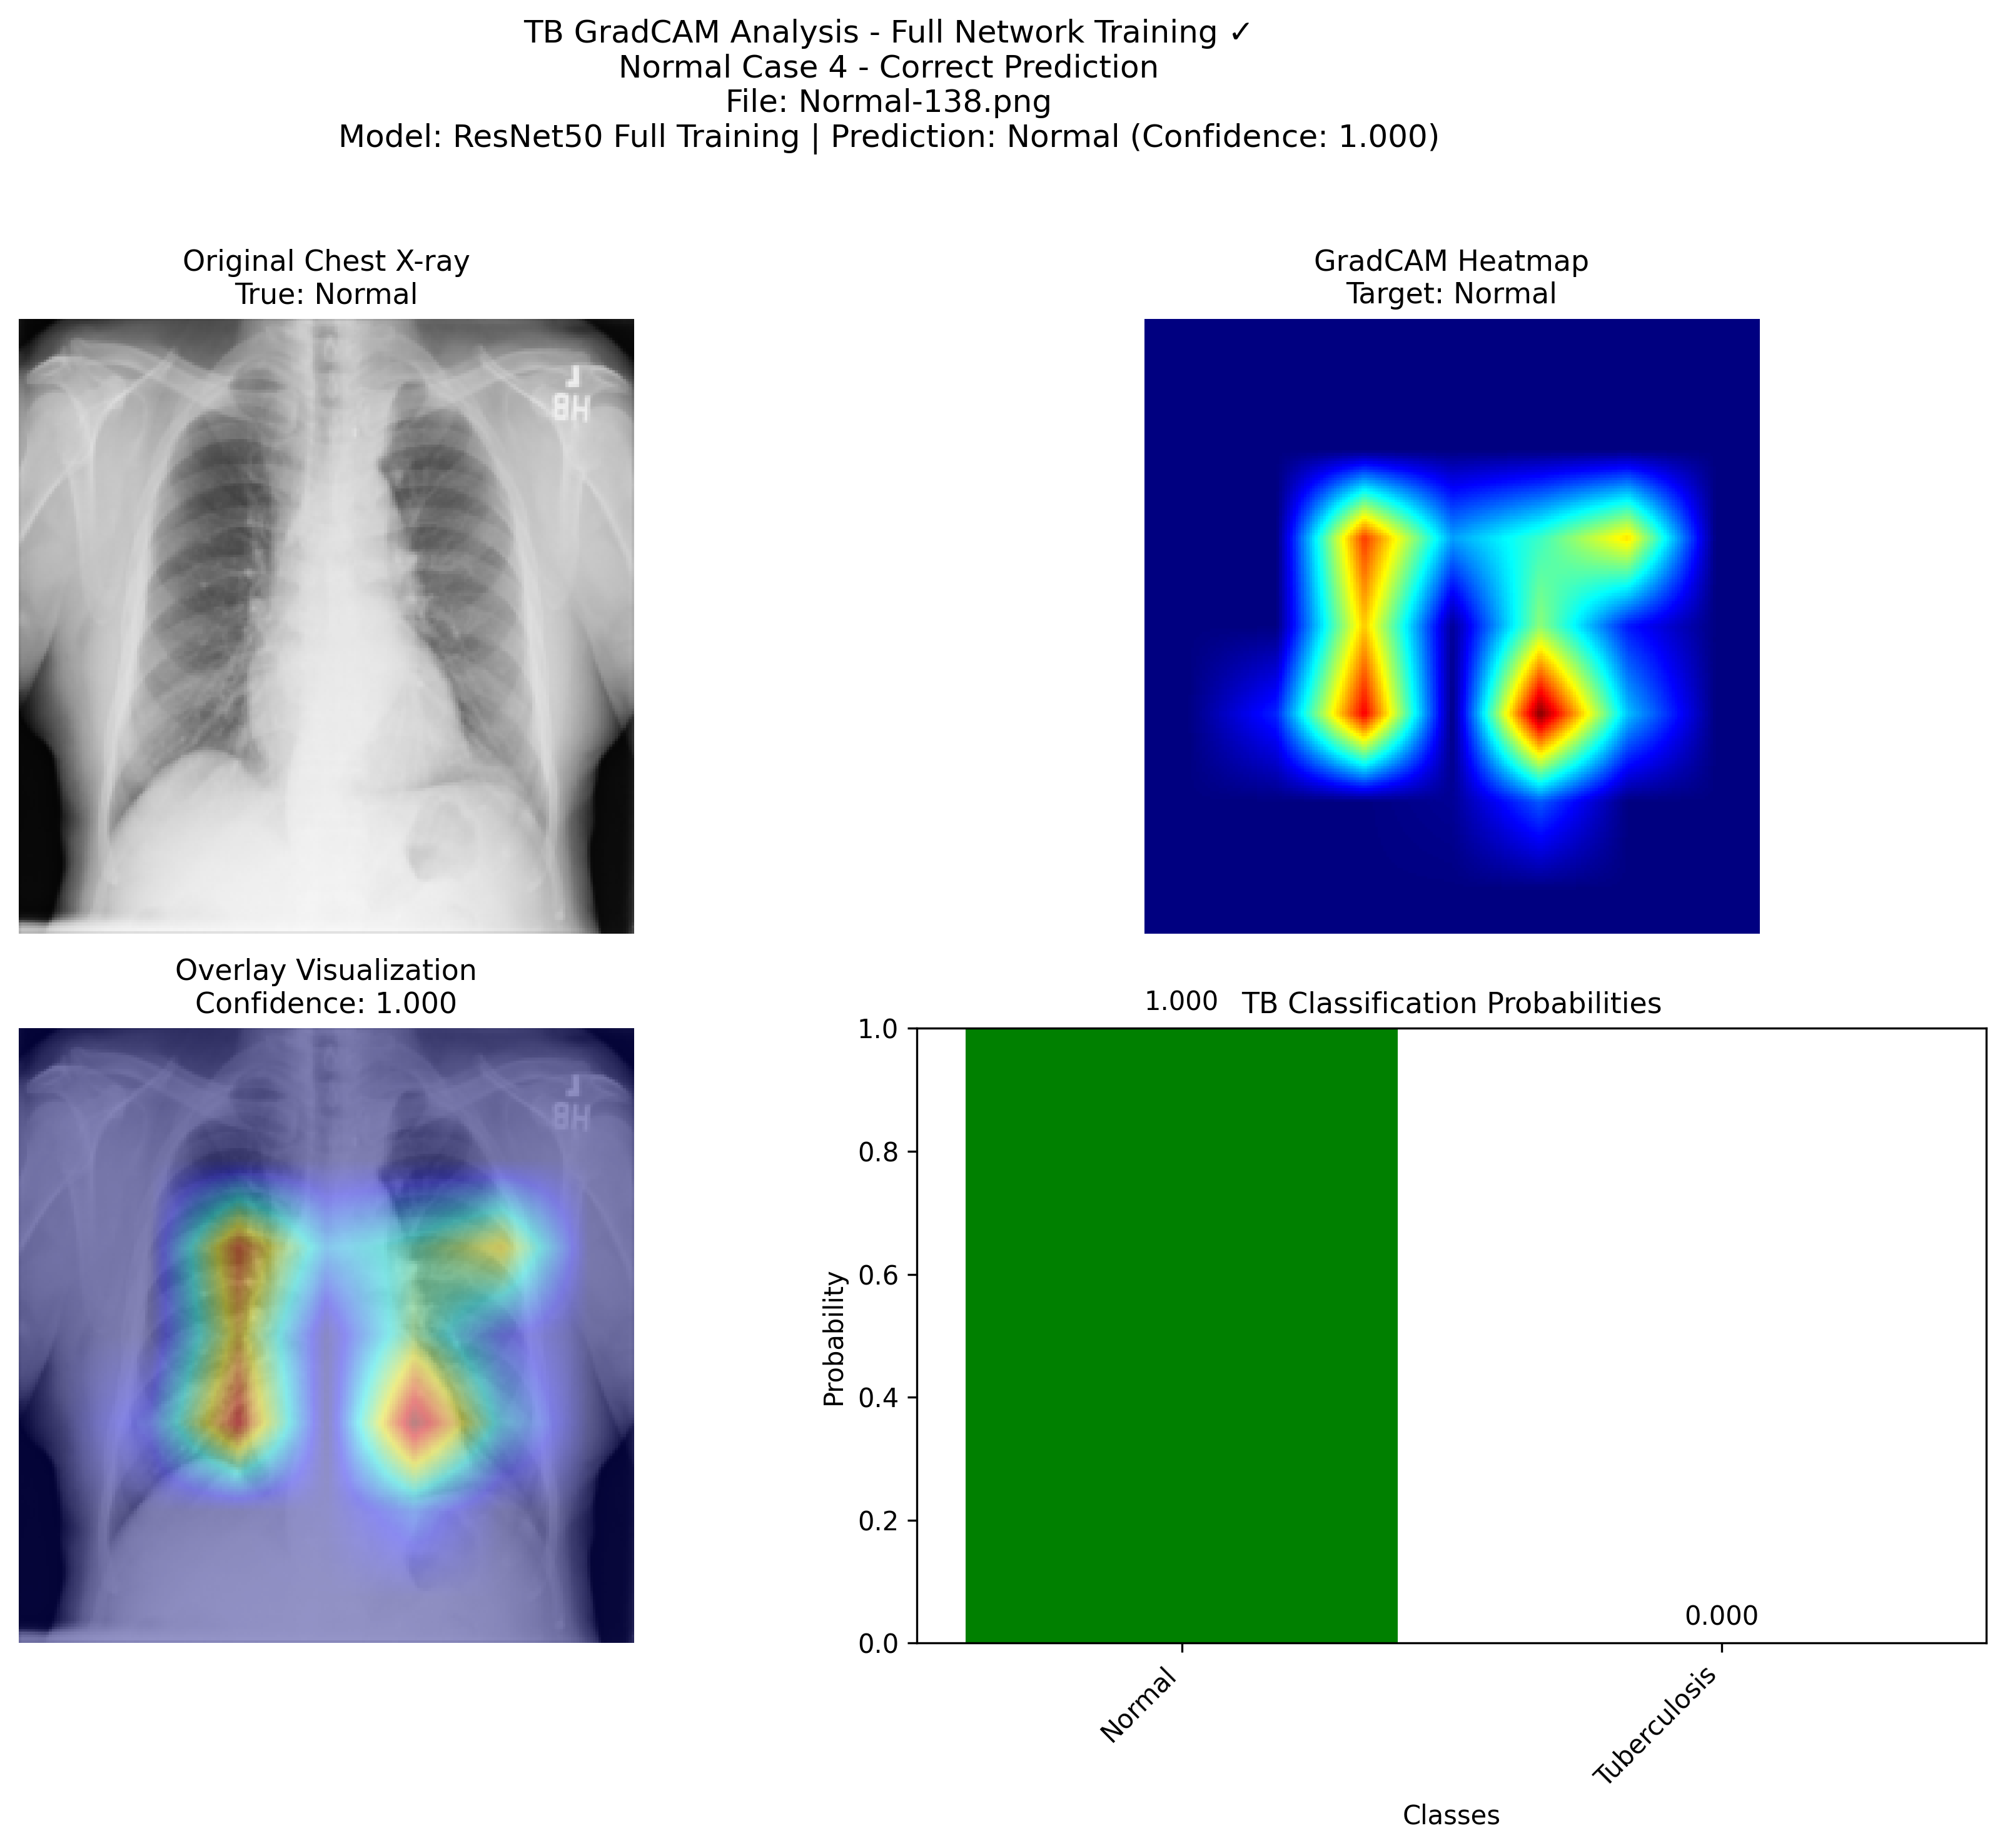 TB GradCAM Analysis - Full Network Training ✓
Normal Case 4 - Correct Prediction
File: Normal-138.png
Model: ResNet50 Full Training | Prediction: Normal (Confidence: 1.000)
Original Chest X-ray
True: Normal
L
BH
GradCAM Heatmap
Target: Normal
Overlay Visualization
Confidence: 1.000
L
BH
1.000
TB Classification Probabilities
Probability
1.0
0.8
0.6
0.4
0.2
0.0
0.000
Normal
Tuberculosis
Classes